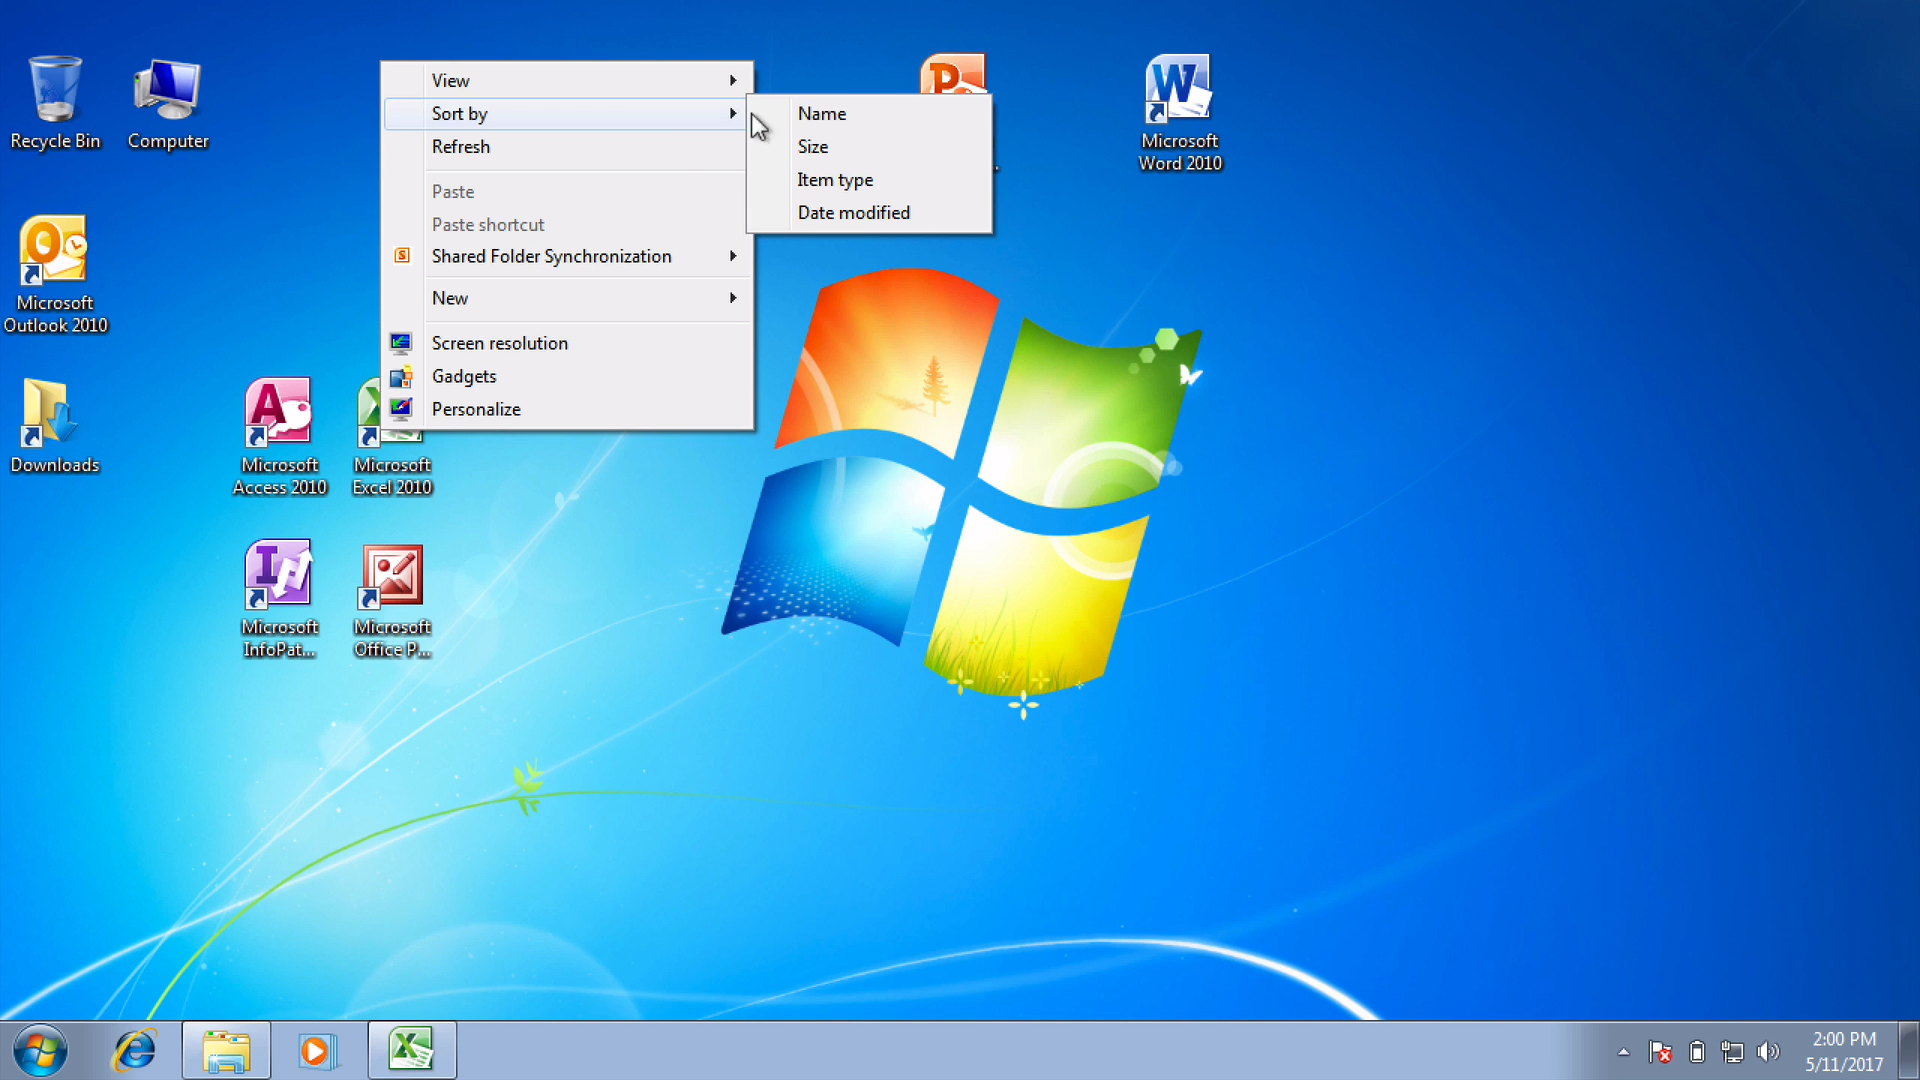 Recycle Bin
Computer
Microsoft
Outlook 2010
Downloads
Microsoft
Access 2010
Microsoft
Excel 2010
Microsoft
InfoPat...
Microsoft
Office P...
View
Sort by
Refresh
Paste
Paste shortcut
Shared Folder Synchronization
New
Screen resolution
Gadgets
Personalize
Name
Size
Item type
Date modified
Microsoft
Word 2010
2:00 PM
5/11/2017